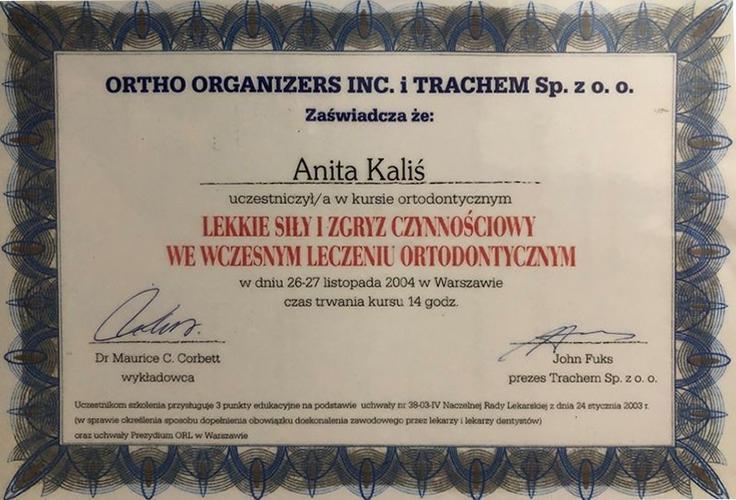 ORTHO ORGANIZERS INC. i TRACHEM Sp. z o. o.
Zaświadcza że:
Anita Kaliś
uczestniczył/a w kursie ortodontycznym
LEKKIE SIŁY I ZGRYZ CZYNNOŚCIOWY
WE WCZESNYM LECZENIU ORTODONTYCZNYM
w dniu 26-27 listopada 2004 w Warszawie
czas trwania kursu 14 godz.
Dr Maurice C. Corbett
wykładowca
John Fuks
prezes Trachem Sp. z o. o.
Uczestnikom szkolenia przysługuje 3 punkty edukacyjne na podstawie uchwały nr 38-03-IV Naczelnej Rady Lekarskiej z dnia 24 stycznia 2003 r.
(w sprawie określenia sposobu dopełnienia obowiązku doskonalenia zawodowego przez lekarzy i lekarzy dentystów)
oraz uchwały Prezydium ORL w Warszawie